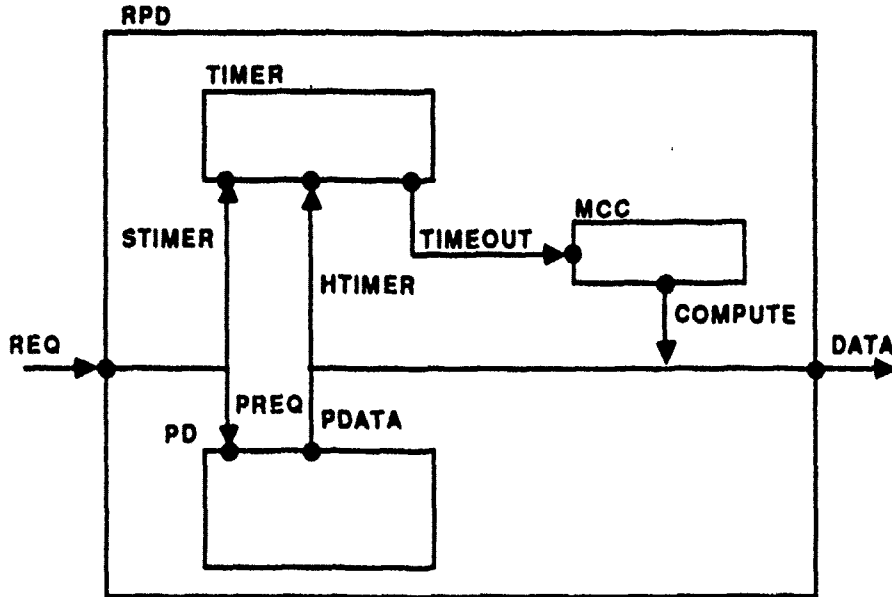 RPD
TIMER
MCC
STIMER
TIMEOUT
HTIMER
COMPUTE
REQ
DATA
PREQ
PDATA
PD